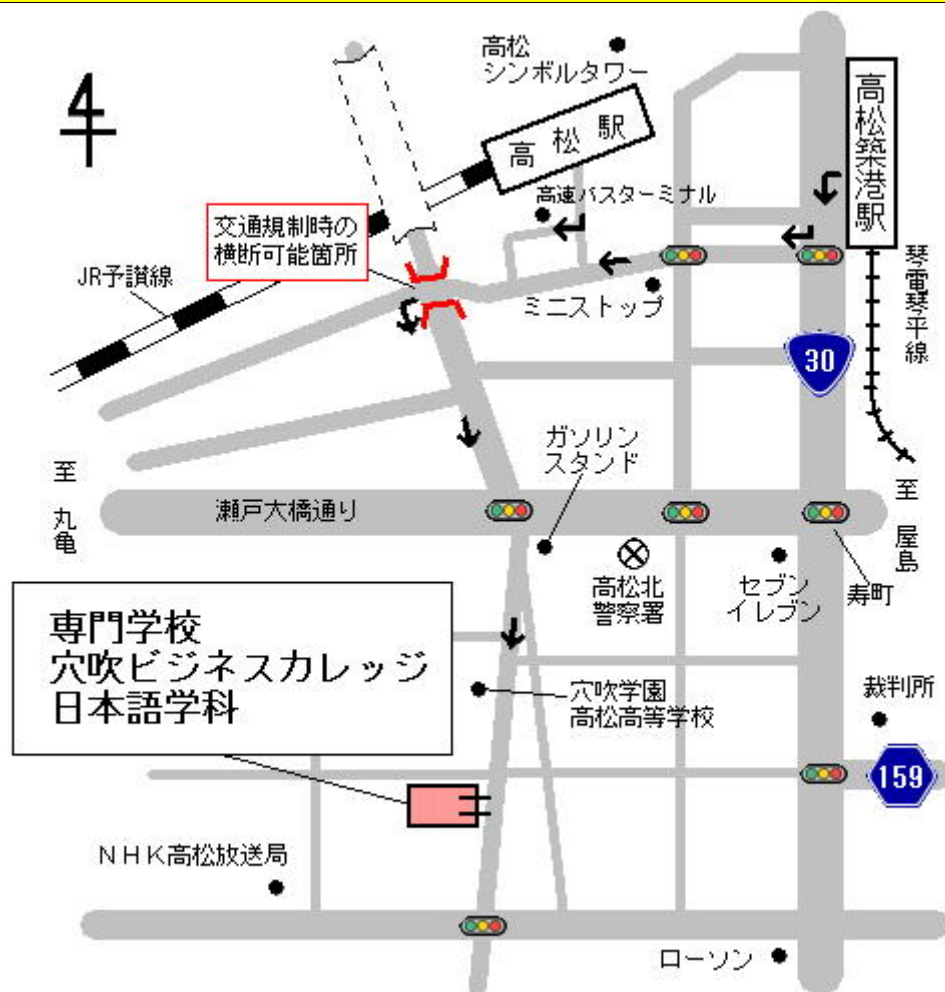 高松
シンボルタワー
高松駅
高松築港駅
高速バスターミナル
交通規制時の
横断可能箇所
JR予讃線
ミニストップ
琴電琴平線
30
ガソリン
スタンド
至 丸亀
瀬戸大橋通り
至 屋島
高松北
警察署
セブン
イレブン
寿町
専門学校
穴吹ビジネスカレッジ
日本語学科
穴吹学園
高松高等学校
裁判所
159
NHK高松放送局
ローソン